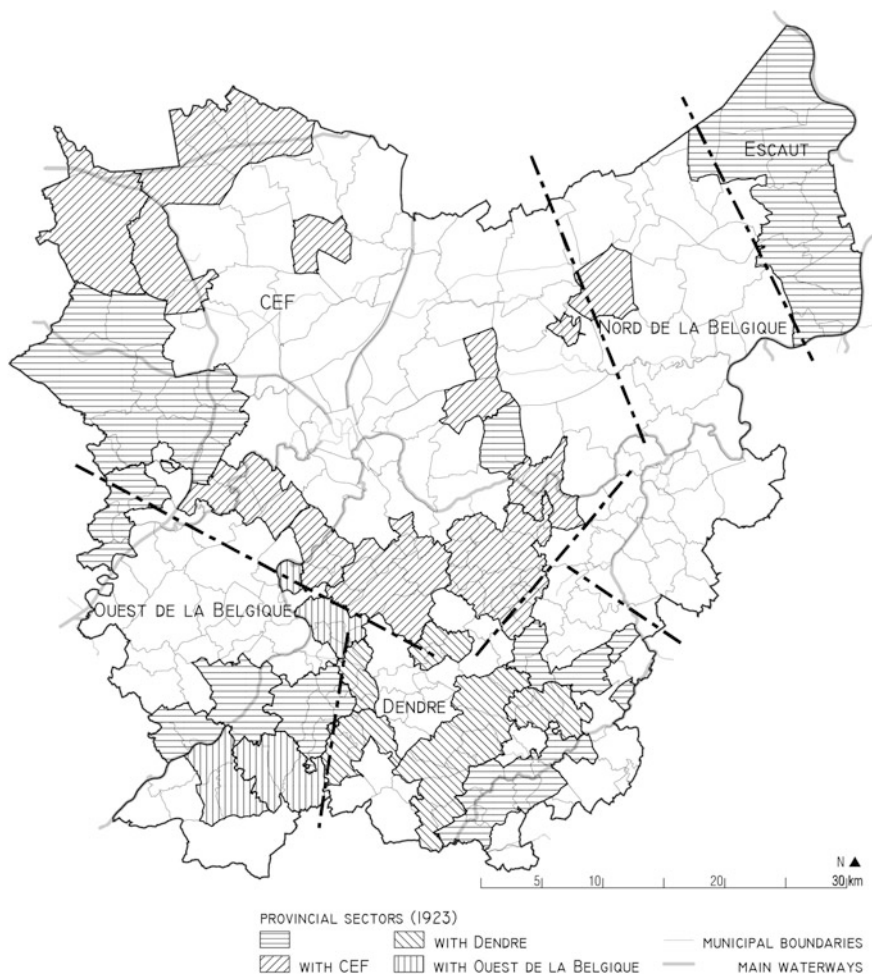 ESCAUT
CEF
NORD DE LA BELGIQUE
OUEST DE LA BELGIQUE
DENDRE
N
5 10 20 30 km
PROVINCIAL SECTORS (1923)
WITH DENDRE MUNICIPAL BOUNDARIES
WITH CEF WITH OUEST DE LA BELGIQUE MAIN WATERWAYS